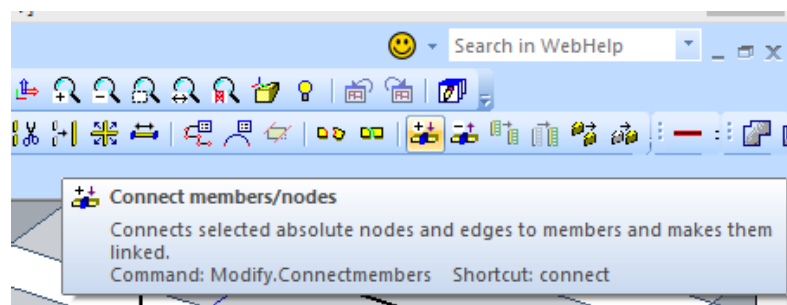 Search in WebHelp
Connect members/nodes
Connects selected absolute nodes and edges to members and makes them
linked.
Command: Modify.Connectmembers Shortcut: connect